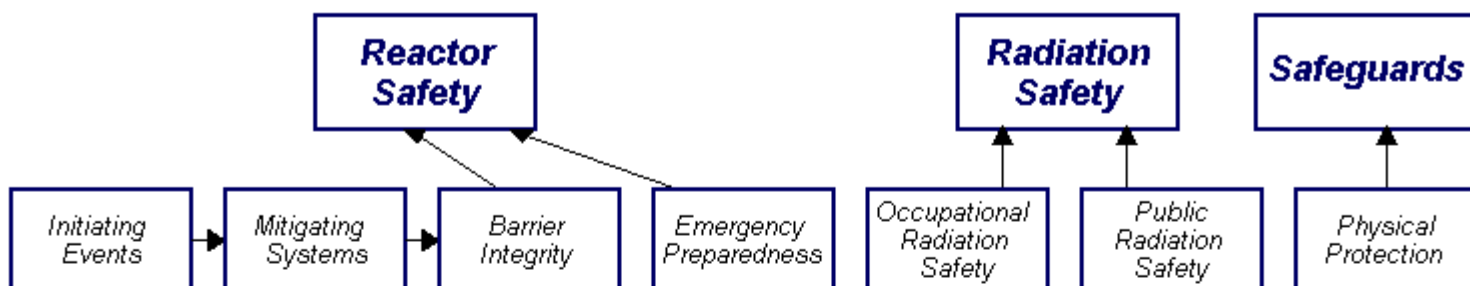 Reactor
Safety
Radiation
Safety
Safeguards
Initiating
Events
Mitigating
Systems
Barrier
Integrity
Emergency
Preparedness
Occupational
Radiation
Safety
Public
Radiation
Safety
Physical
Protection